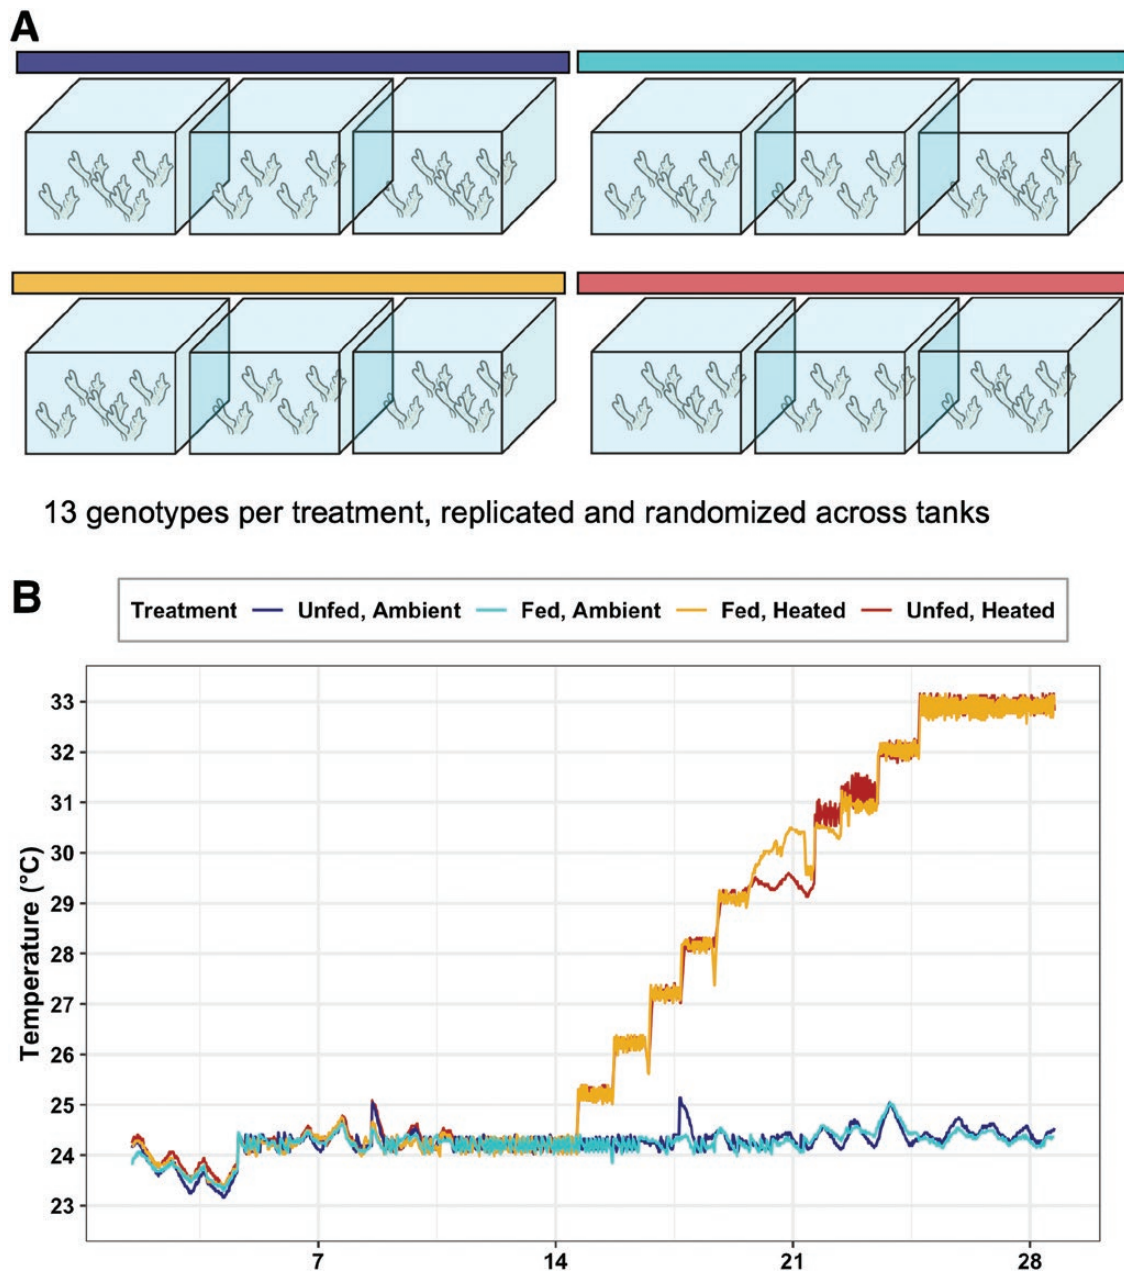 A
13 genotypes per treatment, replicated and randomized across tanks
B
Treatment Unfed, Ambient Fed, Ambient Fed, Heated Unfed, Heated
33
32
31
30
29
28
27
26
25
24
23
Temperature (°C)
7 14 21 28